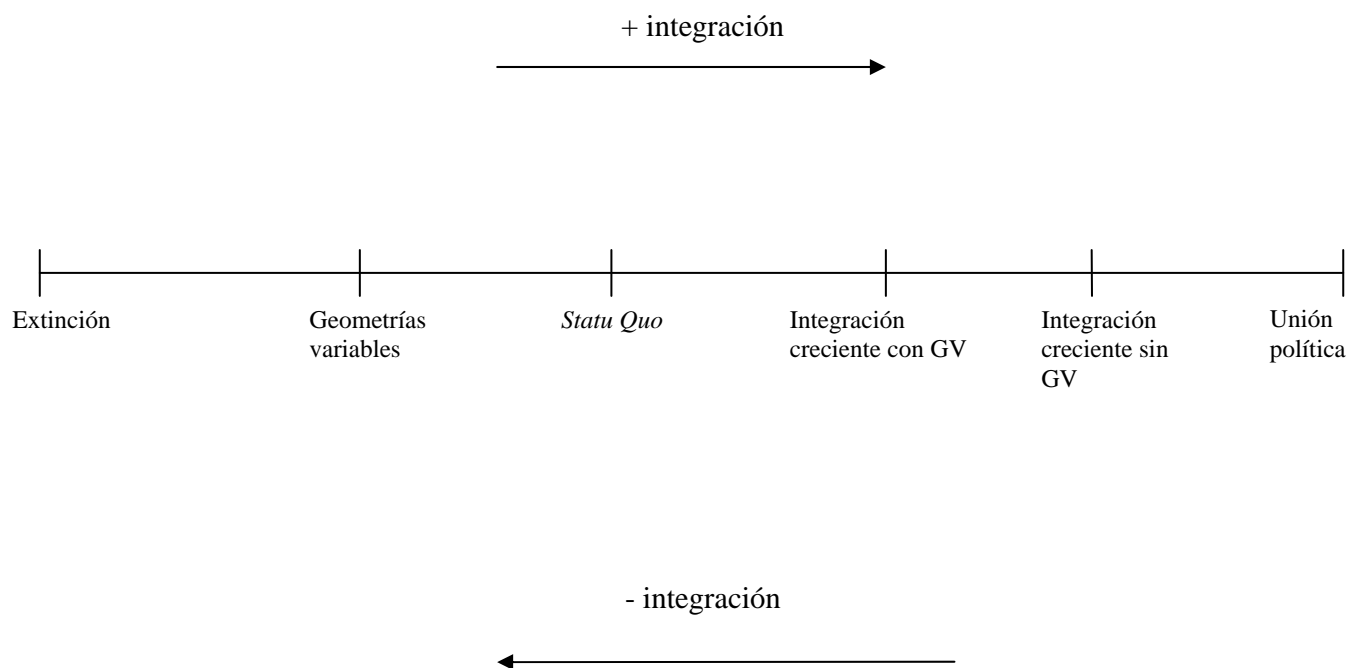 + integración
Extinción
Geometrías
variables
Statu Quo
Integración
creciente con GV
Integración
creciente sin
GV
Unión
política
- integración